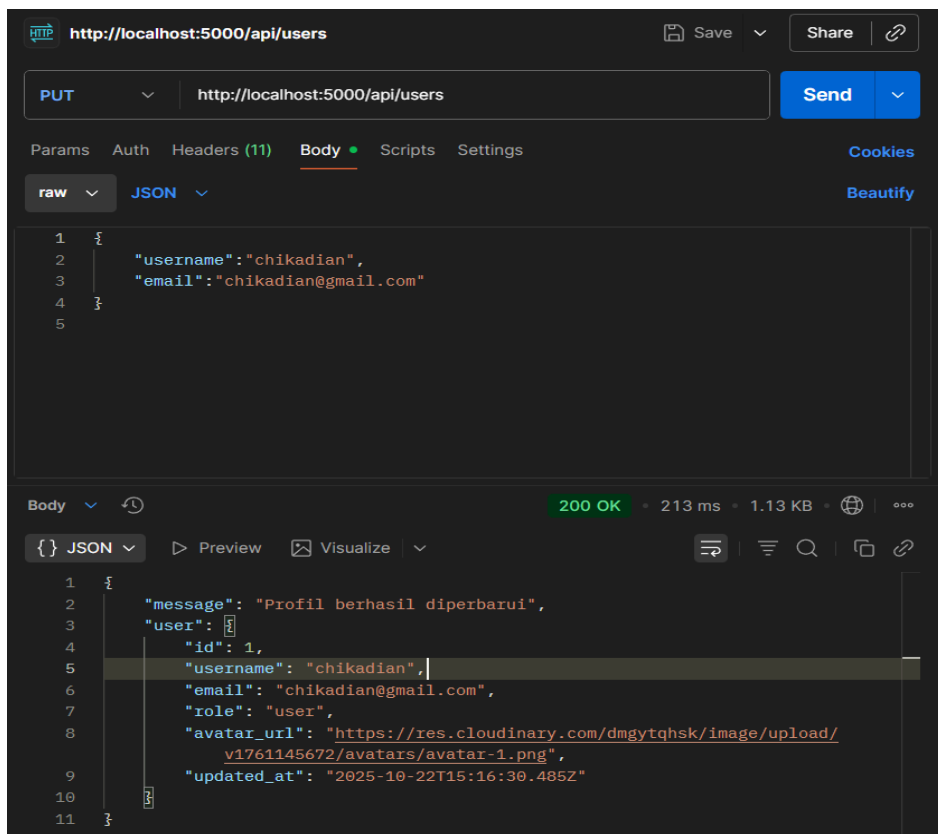 HTTP http://localhost:5000/api/users Save Share
PUT http://localhost:5000/api/users Send
Params Auth Headers (11) Body Scripts Settings Cookies
raw JSON Beautify
1 {
2 "username":"chikadian",
3 "email":"chikadian@gmail.com"
4 }
5
Body 200 OK 213 ms 1.13 KB
{} JSON Preview Visualize
1 {
2 "message": "Profil berhasil diperbarui",
3 "user": {
4 "id": 1,
5 "username": "chikadian",
6 "email": "chikadian@gmail.com",
7 "role": "user",
8 "avatar_url": "https://res.cloudinary.com/dmgytqhsk/image/upload/
v1761145672/avatars/avatar-1.png",
9 "updated_at": "2025-10-22T15:16:30.485Z"
10 }
11 }